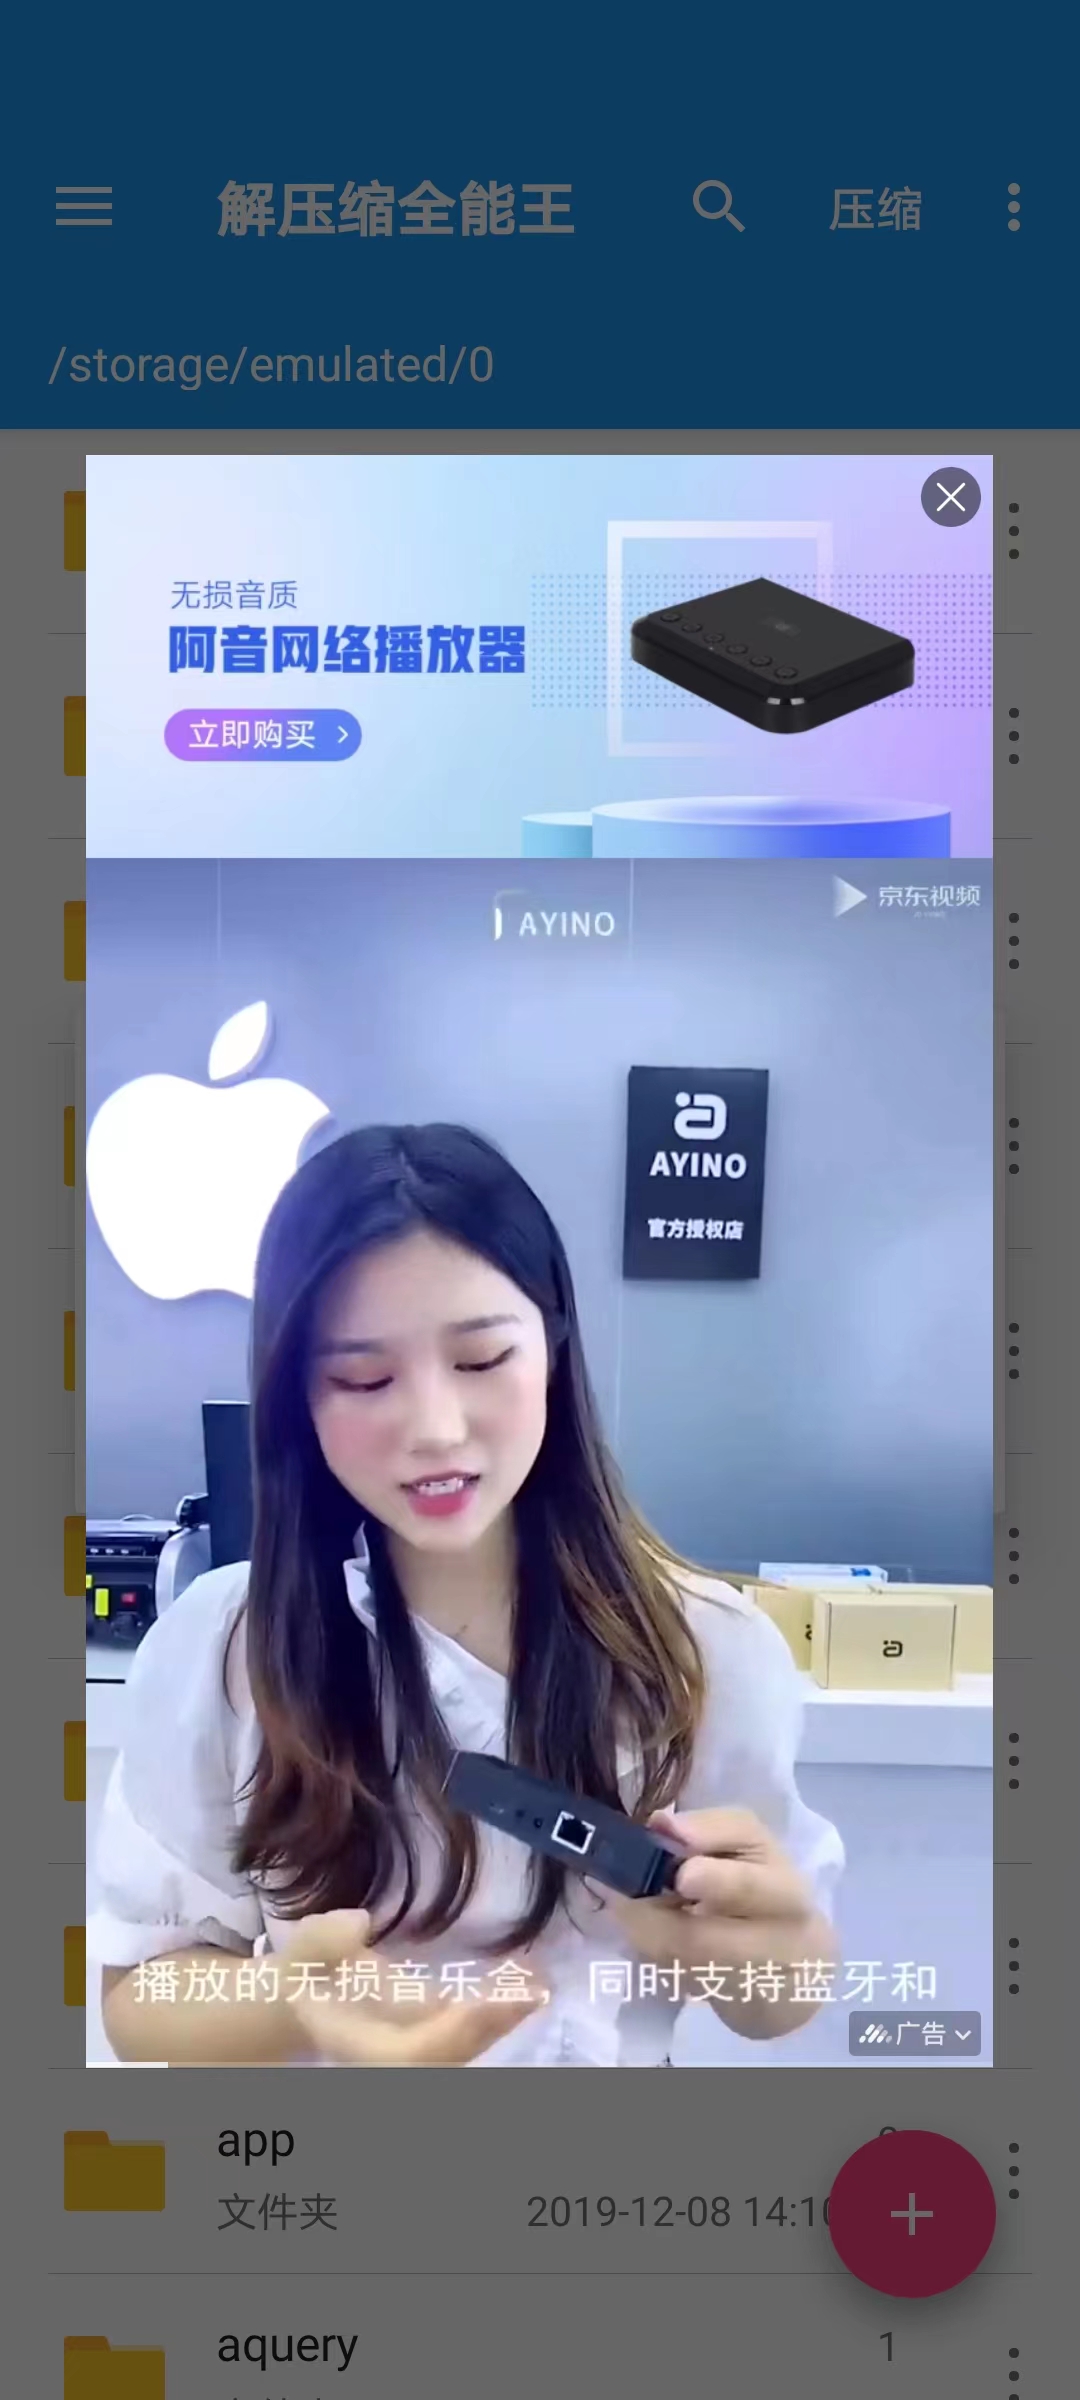 解压缩全能王
压缩
/storage/emulated/0
无损音质
阿音网络播放器
立即购买
AYINO
京东视频
AYINO
官方授权店
播放的无损音乐盒，同时支持蓝牙和
广告
app
文件夹
2019-12-08 14:10
aquery
1